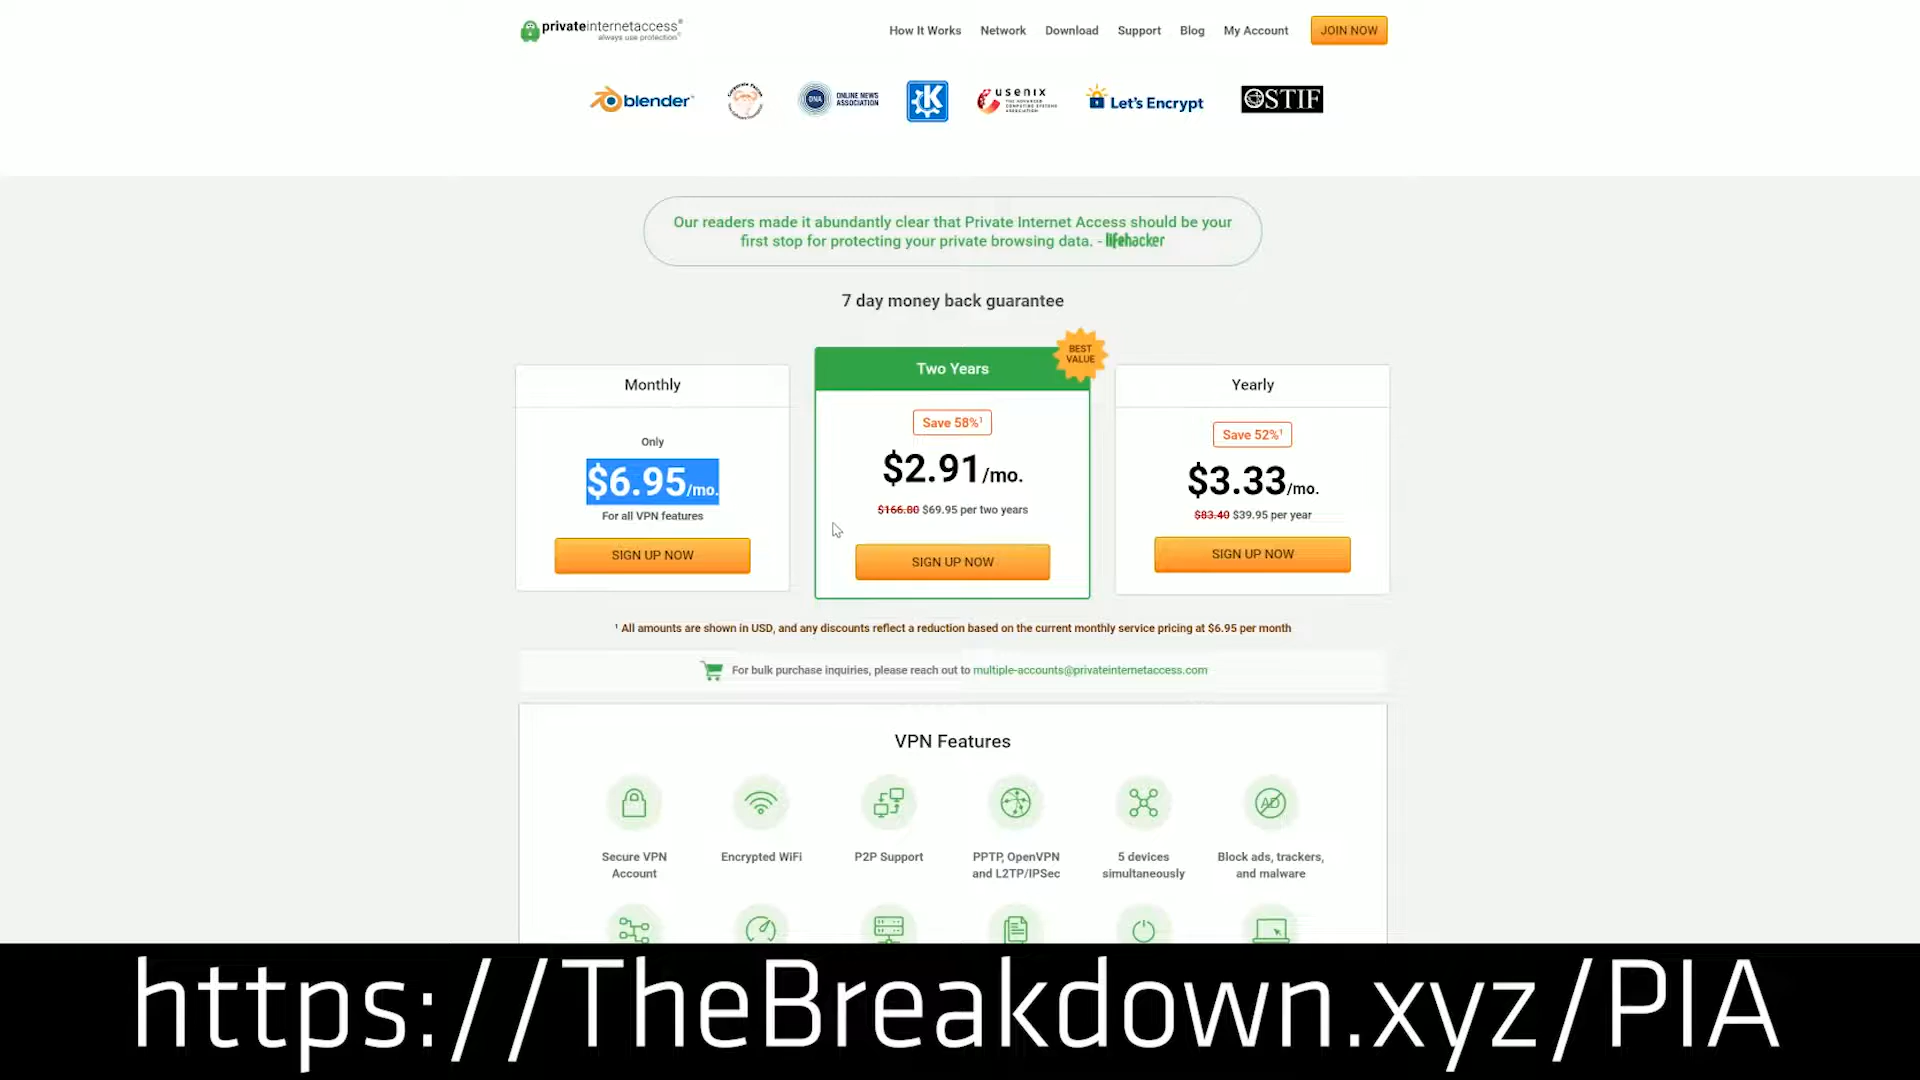 privateinternetaccess®
always use protection®
How It Works Network Download Support Blog My Account JOIN NOW
blender
DNA ONLINE NEWS ASSOCIATION
K
usenix
THE ADVANCED COMPUTING SYSTEMS ASSOCIATION
Let's Encrypt
OSTIF
Our readers made it abundantly clear that Private Internet Access should be your
first stop for protecting your private browsing data. - lifehacker
7 day money back guarantee
Monthly
Only
$6.95/mo.
For all VPN features
SIGN UP NOW
BEST
VALUE
Two Years
Save 58%¹
$2.91/mo.
$166.80 $69.95 per two years
SIGN UP NOW
Yearly
Save 52%¹
$3.33/mo.
$83.40 $39.95 per year
SIGN UP NOW
¹ All amounts are shown in USD, and any discounts reflect a reduction based on the current monthly service pricing at $6.95 per month
For bulk purchase inquiries, please reach out to multiple-accounts@privateinternetaccess.com
VPN Features
Secure VPN
Account
Encrypted WiFi
P2P Support
PPTP, OpenVPN
and L2TP/IPSec
5 devices
simultaneously
AD
Block ads, trackers,
and malware
https://TheBreakdown.xyz/PIA